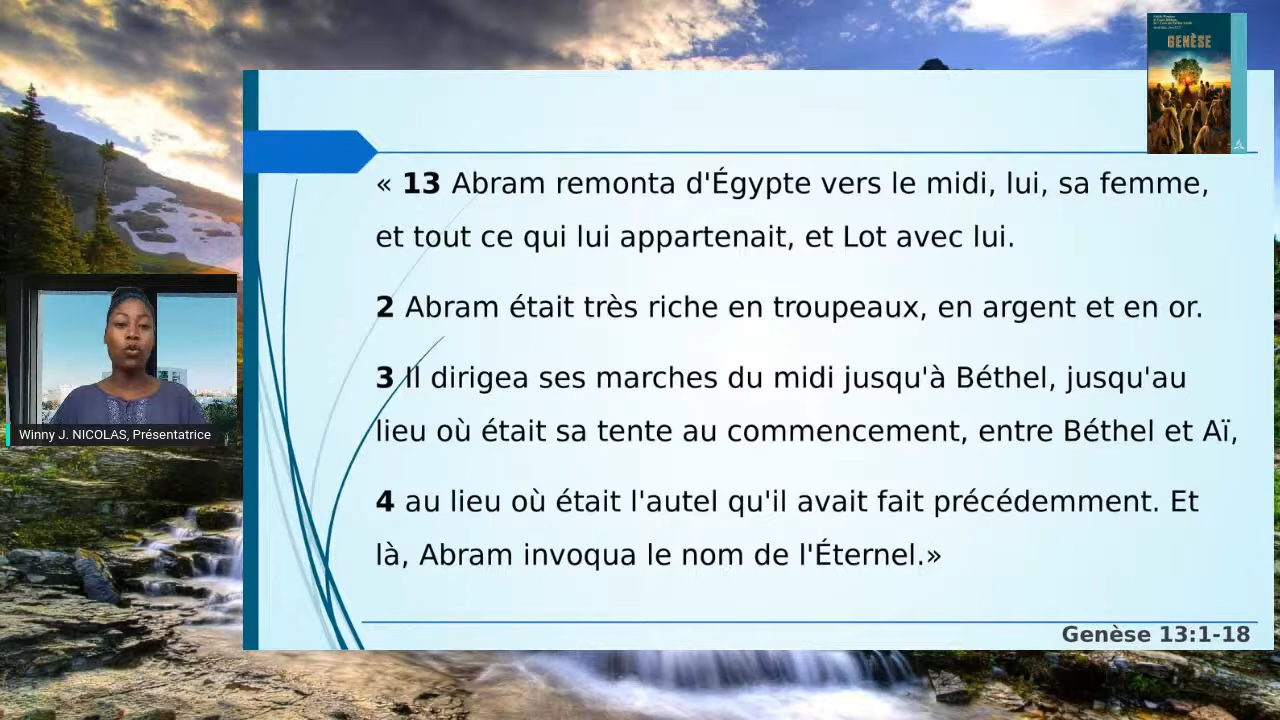 GENÈSE
« 13 Abram remonta d'Égypte vers le midi, lui, sa femme,
et tout ce qui lui appartenait, et Lot avec lui.
2 Abram était très riche en troupeaux, en argent et en or.
3 Il dirigea ses marches du midi jusqu'à Béthel, jusqu'au
lieu où était sa tente au commencement, entre Béthel et Aï,
4 au lieu où était l'autel qu'il avait fait précédemment. Et
là, Abram invoqua le nom de l'Éternel.»
Winny J. NICOLAS, Présentatrice
Genèse 13:1-18